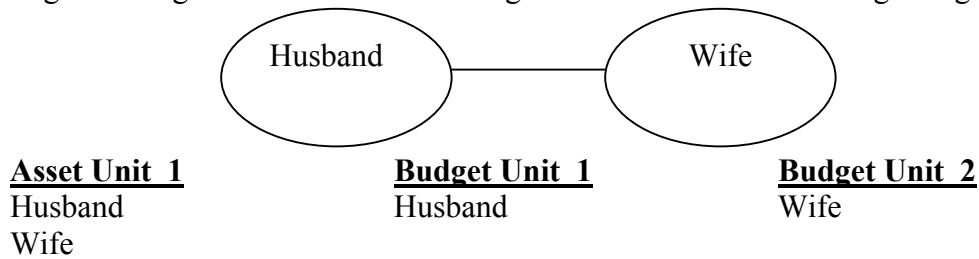 Husband Wife
Asset Unit 1 Budget Unit 1 Budget Unit 2
Husband Husband Wife
Wife